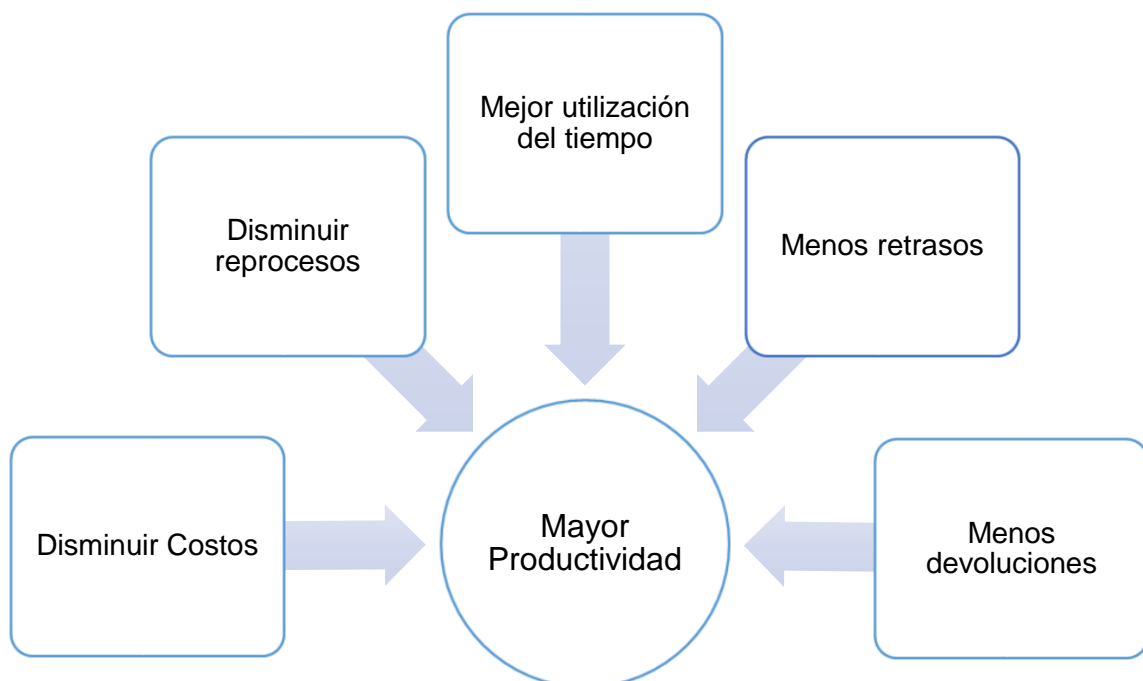 Mejor utilización
del tiempo
Disminuir
reprocesos
Menos retrasos
Disminuir Costos
Mayor
Productividad
Menos
devoluciones